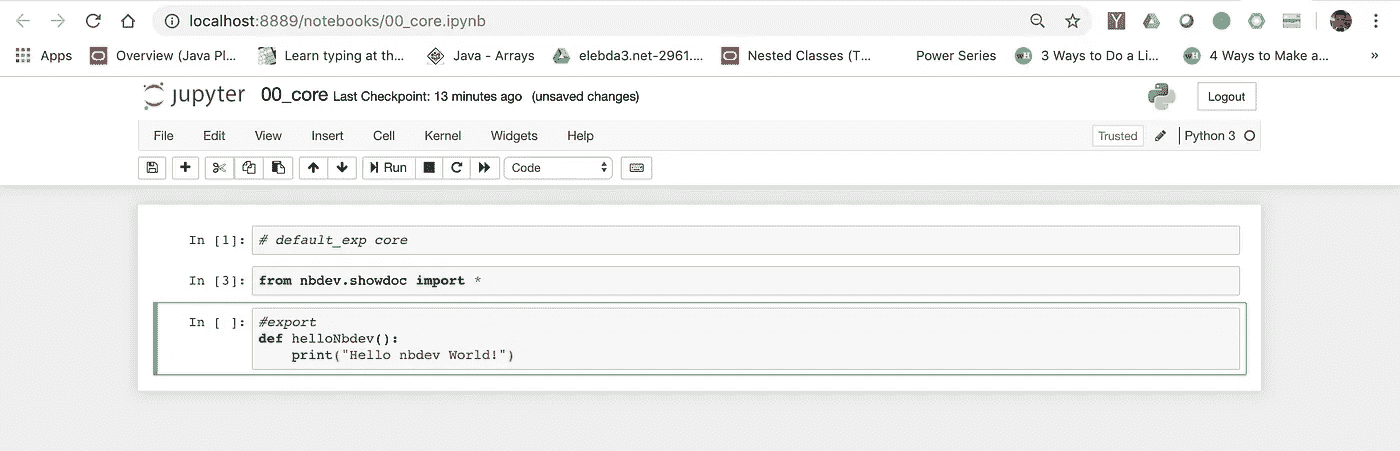 localhost:8889/notebooks/00_core.ipynb
Apps Overview (Java Pl... Learn typing at th... Java - Arrays elebda3.net-2961.... Nested Classes (T... Power Series 3 Ways to Do a Li... 4 Ways to Make a... »
jupyter 00_core Last Checkpoint: 13 minutes ago (unsaved changes) Logout
File Edit View Insert Cell Kernel Widgets Help Trusted Python 3
Run Code
In [1]: # default_exp core
In [3]: from nbdev.showdoc import *
In [ ]: #export
def helloNbdev():
    print("Hello nbdev World!")